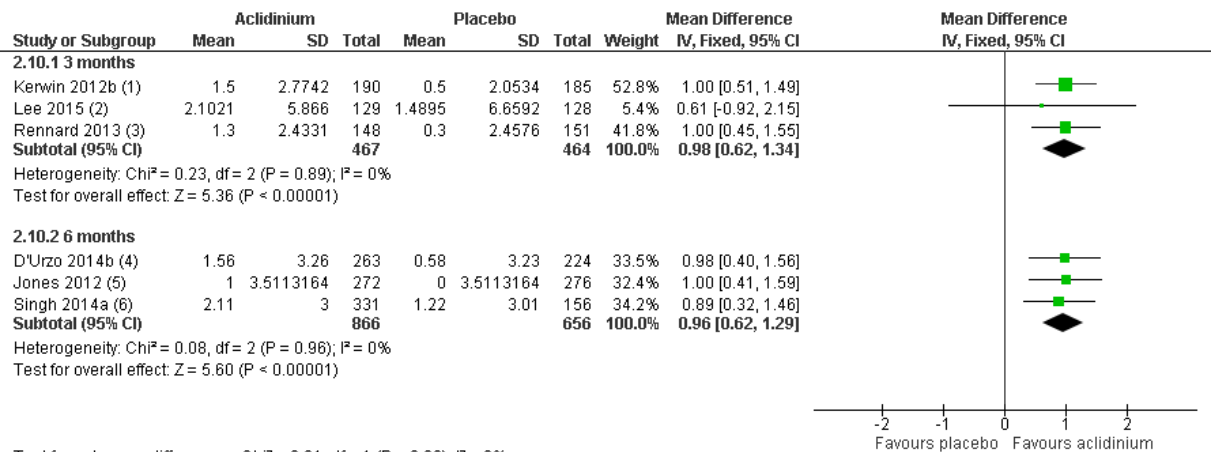 Aclidinium Placebo Mean Difference Mean Difference
Study or Subgroup Mean SD Total Mean SD Total Weight IV, Fixed, 95% CI IV, Fixed, 95% CI
2.10.1 3 months
Kerwin 2012b (1) 1.5 2.7742 190 0.5 2.0534 185 52.8% 1.00 [0.51, 1.49]
Lee 2015 (2) 2.1021 5.866 129 1.4895 6.6592 128 5.4% 0.61 [-0.92, 2.15]
Rennard 2013 (3) 1.3 2.4331 148 0.3 2.4576 151 41.8% 1.00 [0.45, 1.55]
Subtotal (95% CI) 467 464 100.0% 0.98 [0.62, 1.34]
Heterogeneity: Chi² = 0.23, df = 2 (P = 0.89); I² = 0%
Test for overall effect: Z = 5.36 (P < 0.00001)
2.10.2 6 months
D'Urzo 2014b (4) 1.56 3.26 263 0.58 3.23 224 33.5% 0.98 [0.40, 1.56]
Jones 2012 (5) 1 3.5113164 272 0 3.5113164 276 32.4% 1.00 [0.41, 1.59]
Singh 2014a (6) 2.11 3 331 1.22 3.01 156 34.2% 0.89 [0.32, 1.46]
Subtotal (95% CI) 866 656 100.0% 0.96 [0.62, 1.29]
Heterogeneity: Chi² = 0.08, df = 2 (P = 0.96); I² = 0%
Test for overall effect: Z = 5.60 (P < 0.00001)
-2 -1 0 1 2
Favours placebo Favours aclidinium